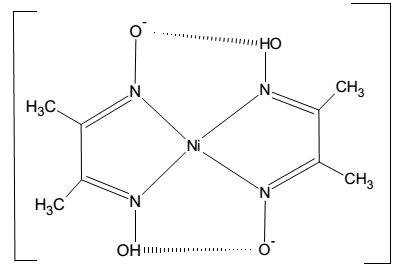 O- HO
N N
H3C CH3
Ni
H3C CH3
N N
OH O-